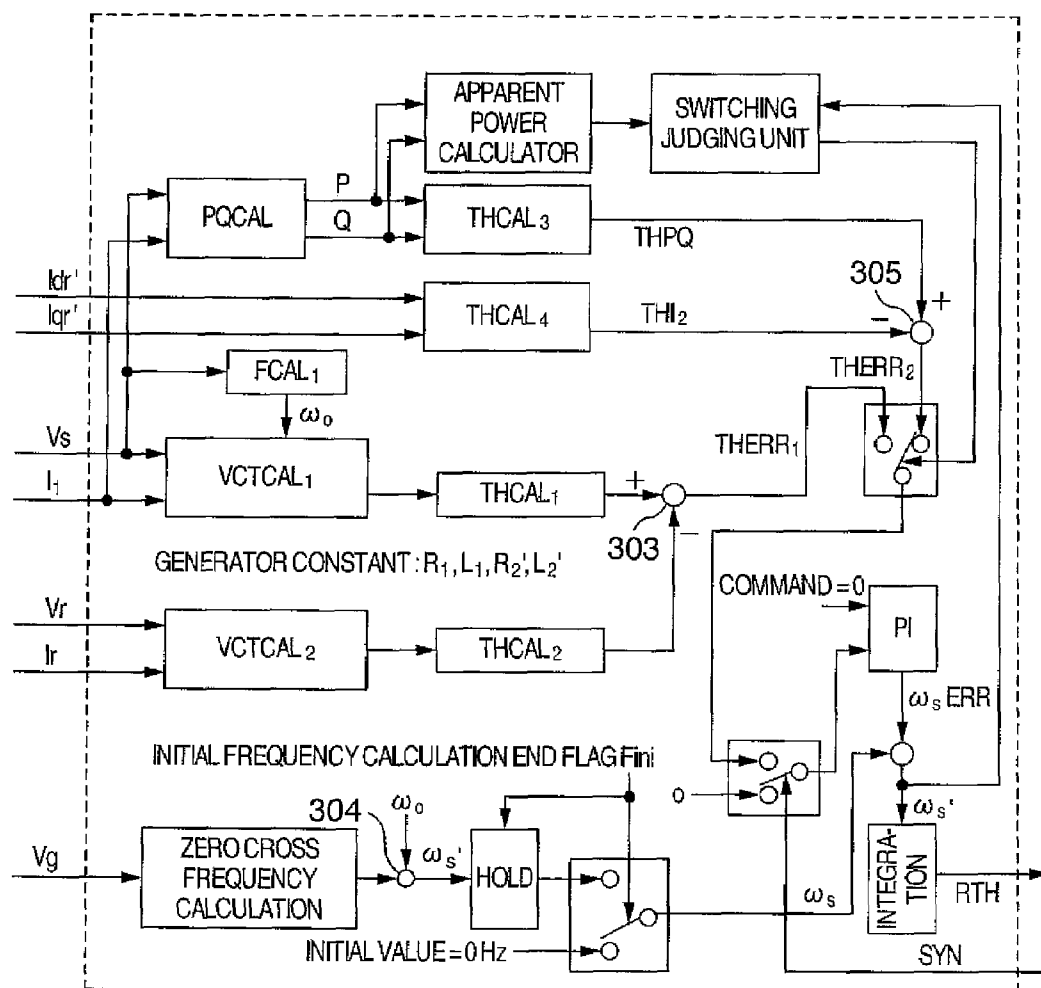 APPARENT
POWER
CALCULATOR
SWITCHING
JUDGING UNIT
PQCAL
P
Q
THCAL₃
THPQ
305
+
Idr'
Iqr'
THCAL₄
THI₂
−
FCAL₁
ω₀
THERR₂
Vs
I₁
VCTCAL₁
THCAL₁
+
303
−
THERR₁
GENERATOR CONSTANT : R₁, L₁, R₂', L₂'
COMMAND = 0
PI
Vr
Ir
VCTCAL₂
THCAL₂
ωs ERR
INITIAL FREQUENCY CALCULATION END FLAG Fini
0
304
ω₀
ωs'
ωs'
Vg
ZERO CROSS
FREQUENCY
CALCULATION
HOLD
ωs
INTEGRA-
TION
RTH
INITIAL VALUE = 0 Hz
SYN